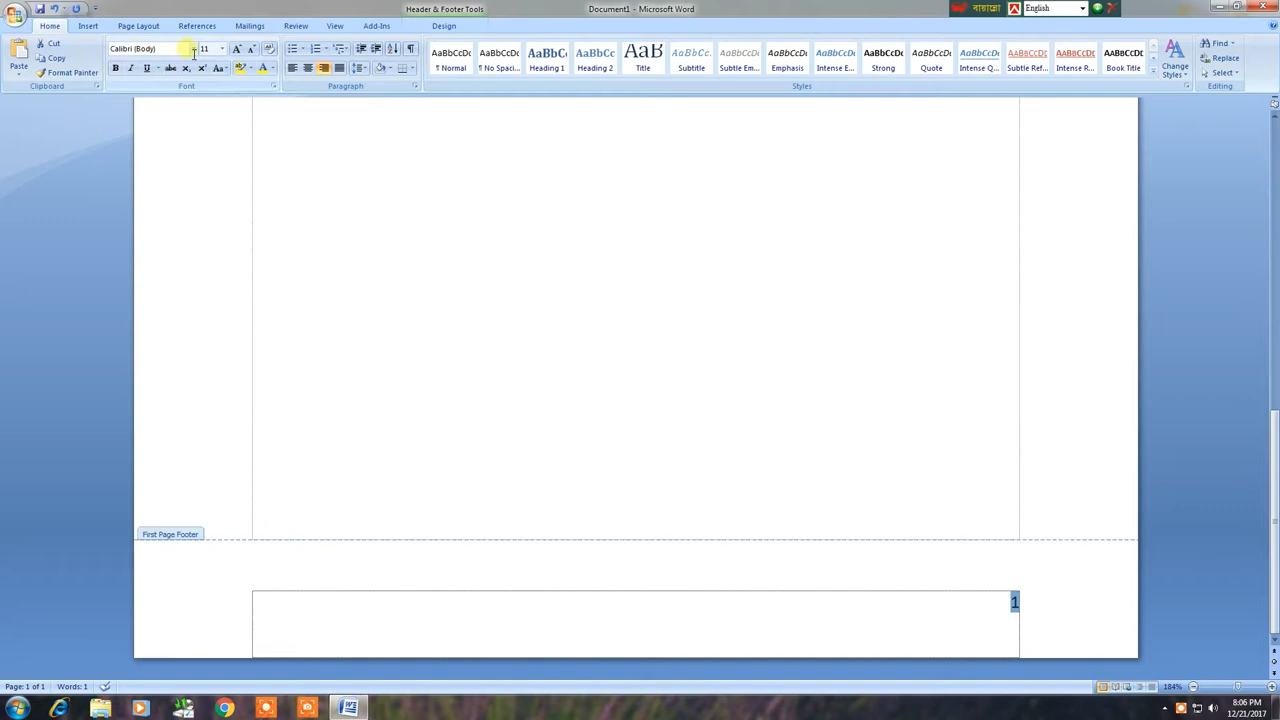 Header & Footer Tools
Document1 - Microsoft Word
বায়ান্নো
English
Home
Insert
Page Layout
References
Mailings
Review
View
Add-Ins
Design
Cut
Copy
Format Painter
Paste
Clipboard
Calibri (Body)
11
Font
Paragraph
AaBbCcDc
¶ Normal
AaBbCcDc
¶ No Spaci...
AaBbCc
Heading 1
AaBbCc
Heading 2
AaB
Title
AaBbCc.
Subtitle
AaBbCcDc
Subtle Em...
AaBbCcDc
Emphasis
AaBbCcDc
Intense E...
AaBbCcDc
Strong
AaBbCcDc
Quote
AaBbCcDc
Intense Q...
AaBbCcDc
Subtle Ref...
AaBbCcDc
Intense R...
AaBbCcDc
Book Title
Change
Styles
Styles
Find
Replace
Select
Editing
First Page Footer
1
Page: 1 of 1
Words: 1
184%
8:06 PM
12/21/2017